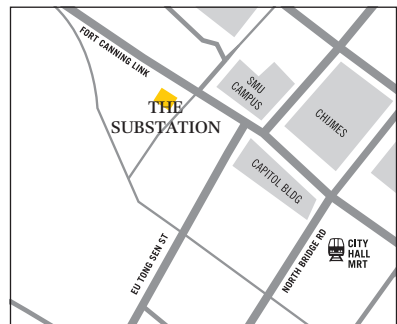 FORT CANNING LINK
THE
SUBSTATION
SMU
CAMPUS
CHIJMES
CAPITOL BLDG
EU TONG SEN ST
NORTH BRIDGE RD
CITY
HALL
MRT